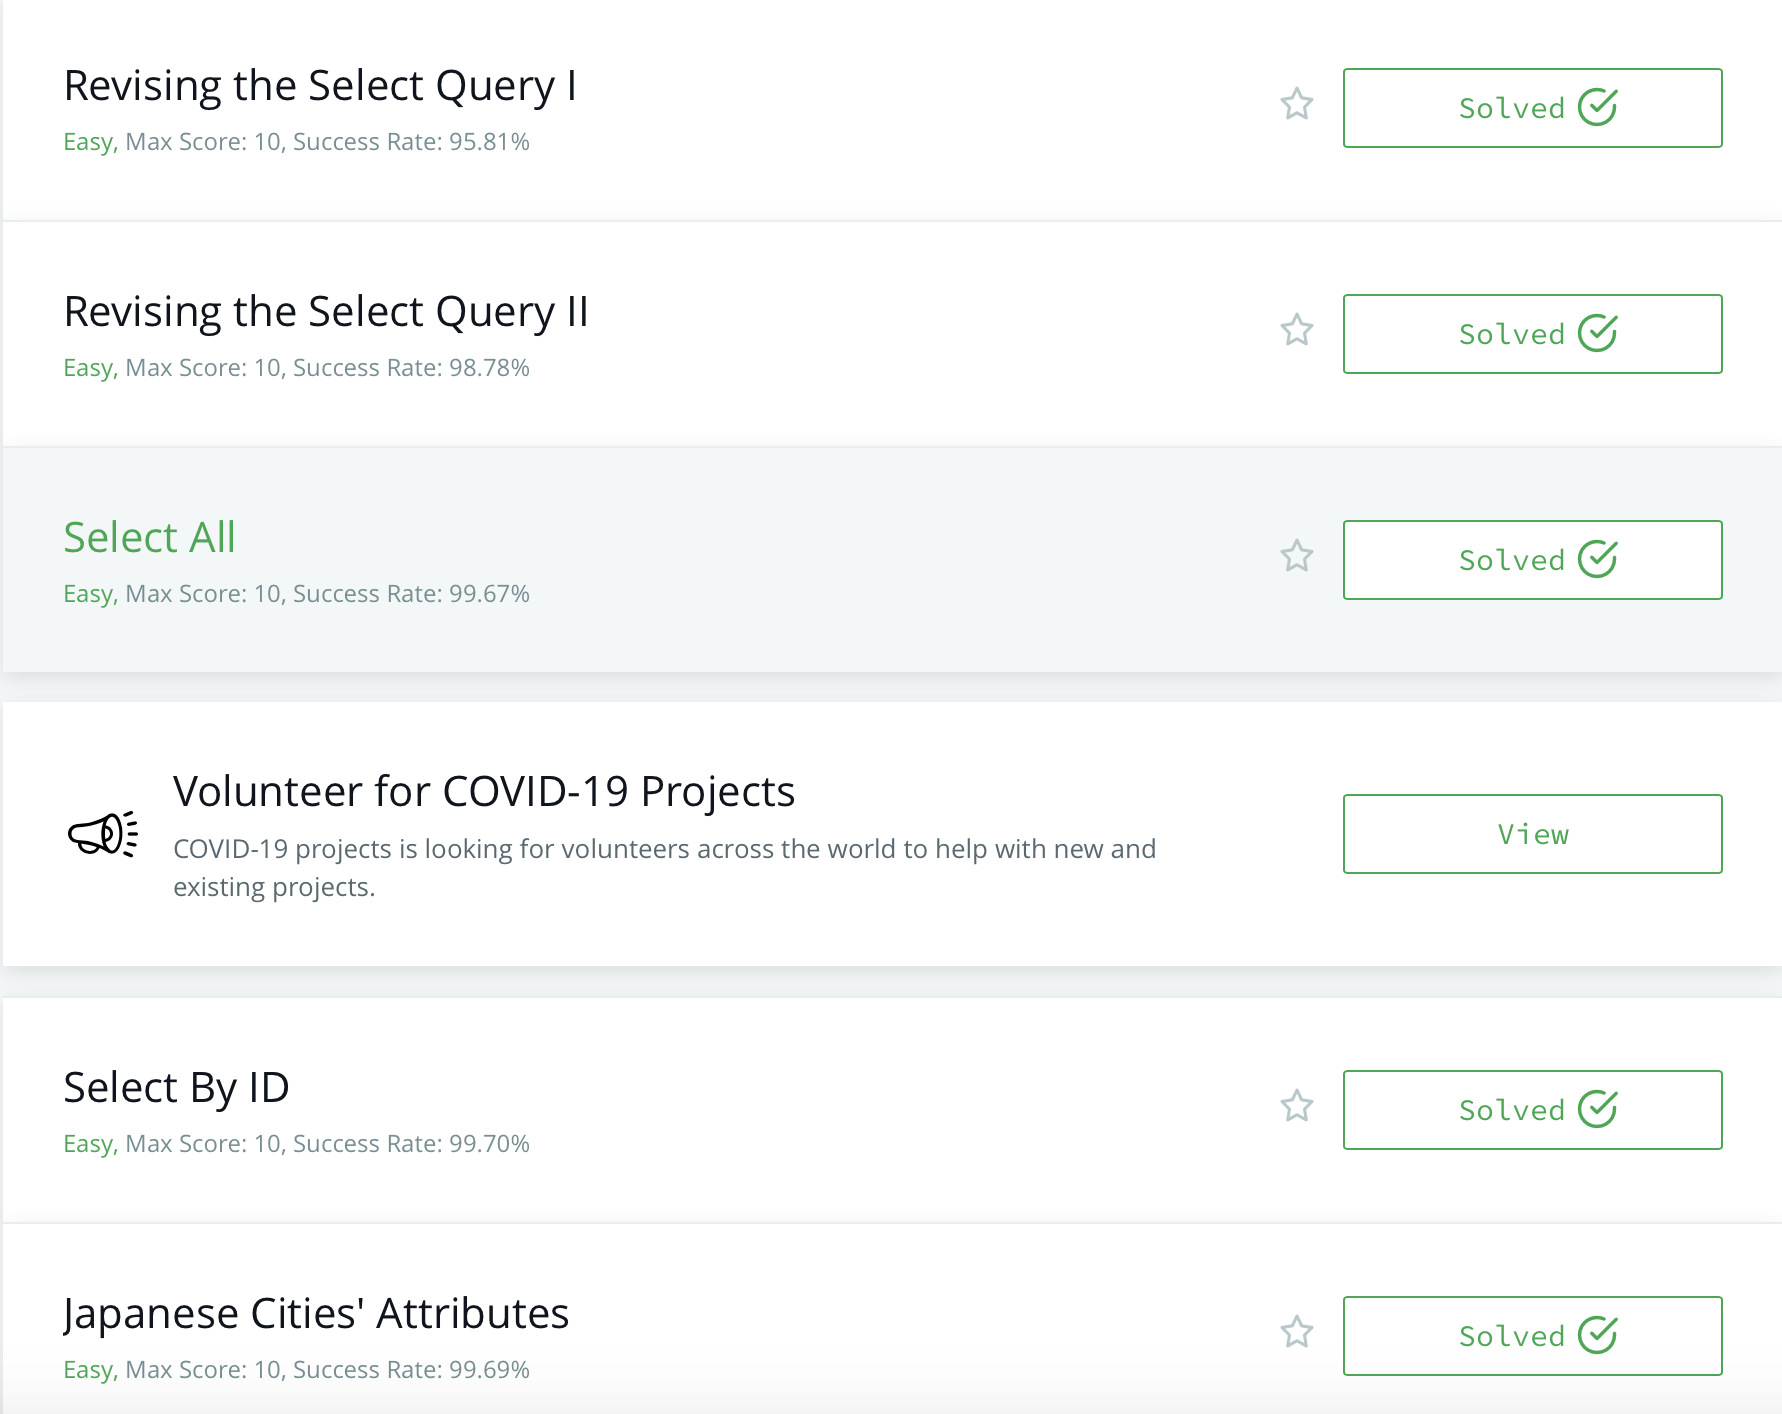 Revising the Select Query I
Easy, Max Score: 10, Success Rate: 95.81%
Solved
Revising the Select Query II
Easy, Max Score: 10, Success Rate: 98.78%
Solved
Select All
Easy, Max Score: 10, Success Rate: 99.67%
Solved
Volunteer for COVID-19 Projects
COVID-19 projects is looking for volunteers across the world to help with new and
existing projects.
View
Select By ID
Easy, Max Score: 10, Success Rate: 99.70%
Solved
Japanese Cities' Attributes
Easy, Max Score: 10, Success Rate: 99.69%
Solved